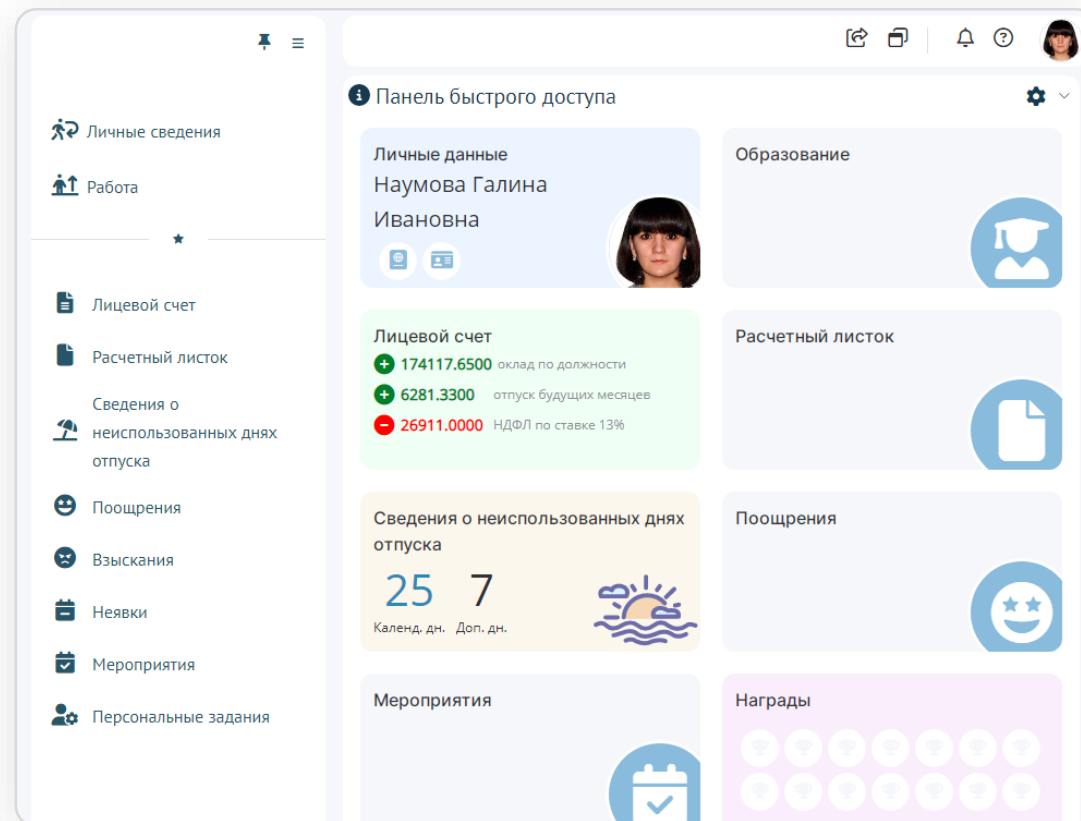 Личные сведения
Работа
Лицевой счет
Расчетный листок
Сведения о
неиспользованных днях
отпуска
Поощрения
Взыскания
Неявки
Мероприятия
Персональные задания
Панель быстрого доступа
Личные данные
Наумова Галина
Ивановна
Образование
Лицевой счет
174117.6500 оклад по должности
6281.3300 отпуск будущих месяцев
26911.0000 НДФЛ по ставке 13%
Расчетный листок
Сведения о неиспользованных днях
отпуска
25 7
Календ. дн. Доп. дн.
Поощрения
Мероприятия
Награды